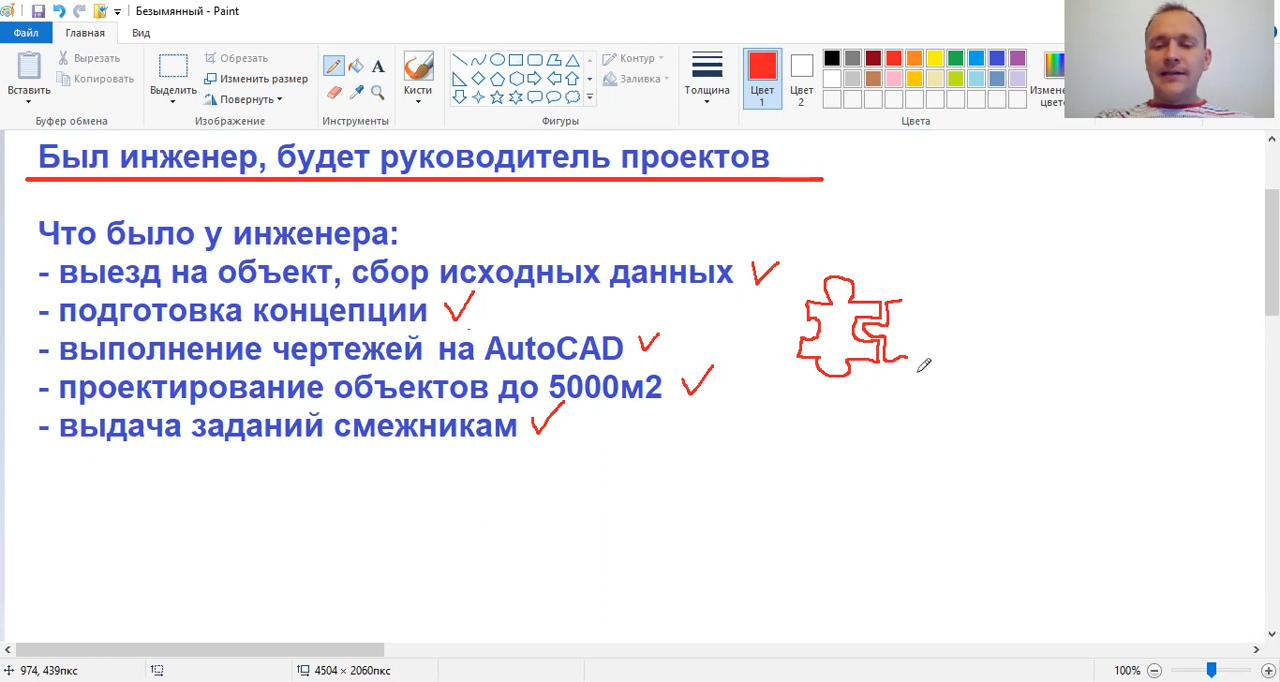 Безымянный - Paint
Файл
Главная
Вид
Вставить
Вырезать
Копировать
Буфер обмена
Выделить
Обрезать
Изменить размер
Повернуть
Изображение
Инструменты
Кисти
Контур
Заливка
Фигуры
Толщина
Цвет 1
Цвет 2
Цвета
Был инженер, будет руководитель проектов
Что было у инженера:
- выезд на объект, сбор исходных данных
- подготовка концепции
- выполнение чертежей на AutoCAD
- проектирование объектов до 5000м2
- выдача заданий смежникам
974, 439пкс
4504 × 2060пкс
100%